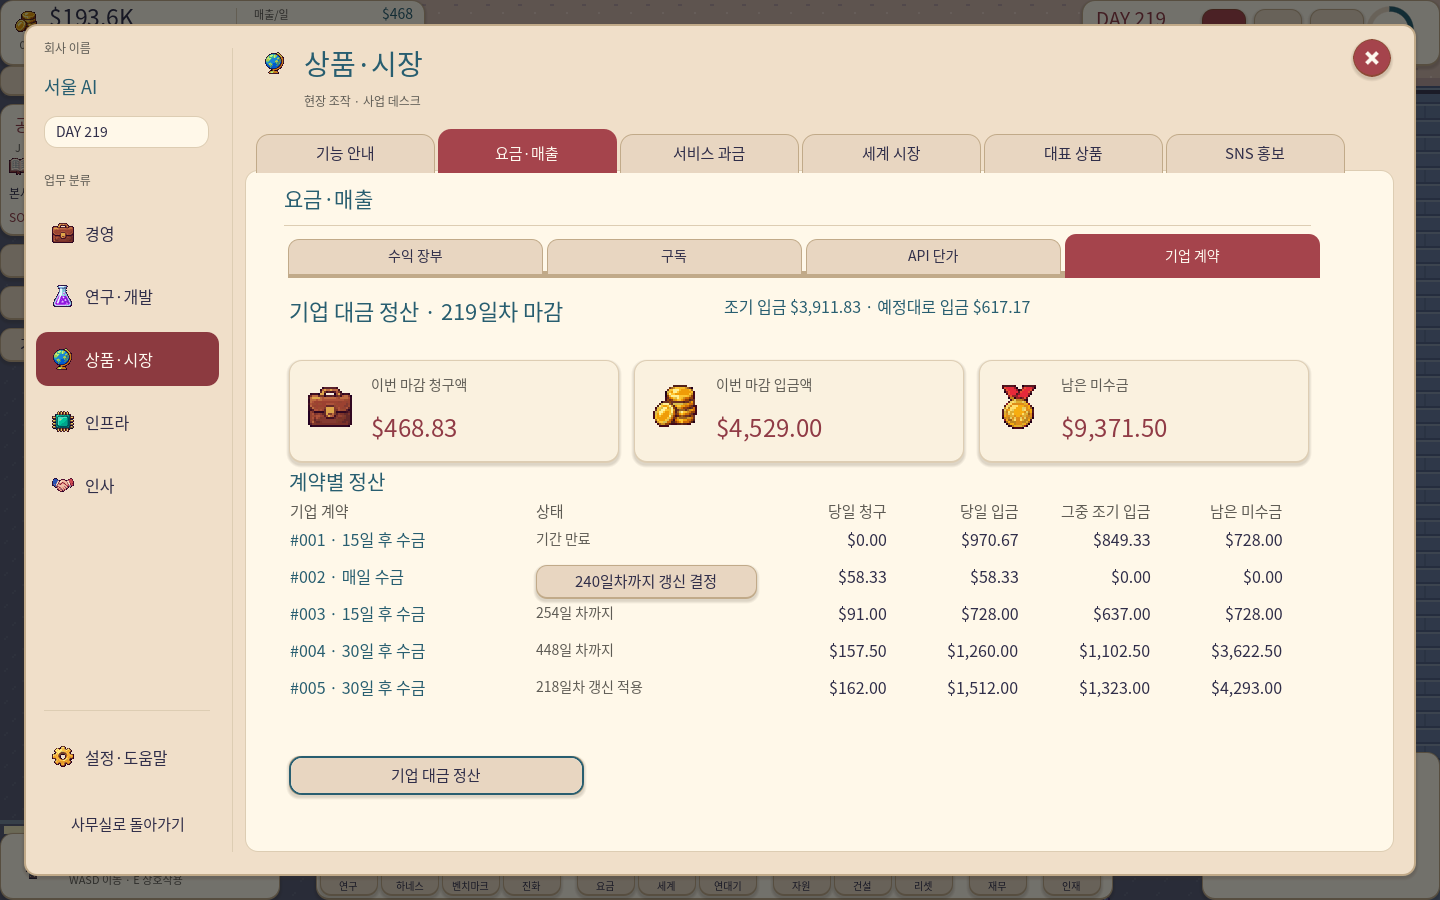 $193.6K
매출/일
$468
DAY 219
회사 이름
서울 AI
DAY 219
업무 분류
경영
연구·개발
상품·시장
인프라
인사
설정·도움말
사무실로 돌아가기
상품·시장
현장 조작 · 사업 데스크
기능 안내
요금·매출
서비스 과금
세계 시장
대표 상품
SNS 홍보
요금·매출
수익 장부
구독
API 단가
기업 계약
기업 대금 정산 · 219일차 마감
조기 입금 $3,911.83 · 예정대로 입금 $617.17
이번 마감 청구액
$468.83
이번 마감 입금액
$4,529.00
남은 미수금
$9,371.50
계약별 정산
기업 계약 상태 당일 청구 당일 입금 그중 조기 입금 남은 미수금
#001 · 15일 후 수금 기간 만료 $0.00 $970.67 $849.33 $728.00
#002 · 매일 수금 240일차까지 갱신 결정 $58.33 $58.33 $0.00 $0.00
#003 · 15일 후 수금 254일 차까지 $91.00 $728.00 $637.00 $728.00
#004 · 30일 후 수금 448일 차까지 $157.50 $1,260.00 $1,102.50 $3,622.50
#005 · 30일 후 수금 218일차 갱신 적용 $162.00 $1,512.00 $1,323.00 $4,293.00
기업 대금 정산
WASD 이동 · E 상호작용
연구 하네스 벤치마크 진화 요금 세계 연대기 자원 건설 리셋 재무 인재